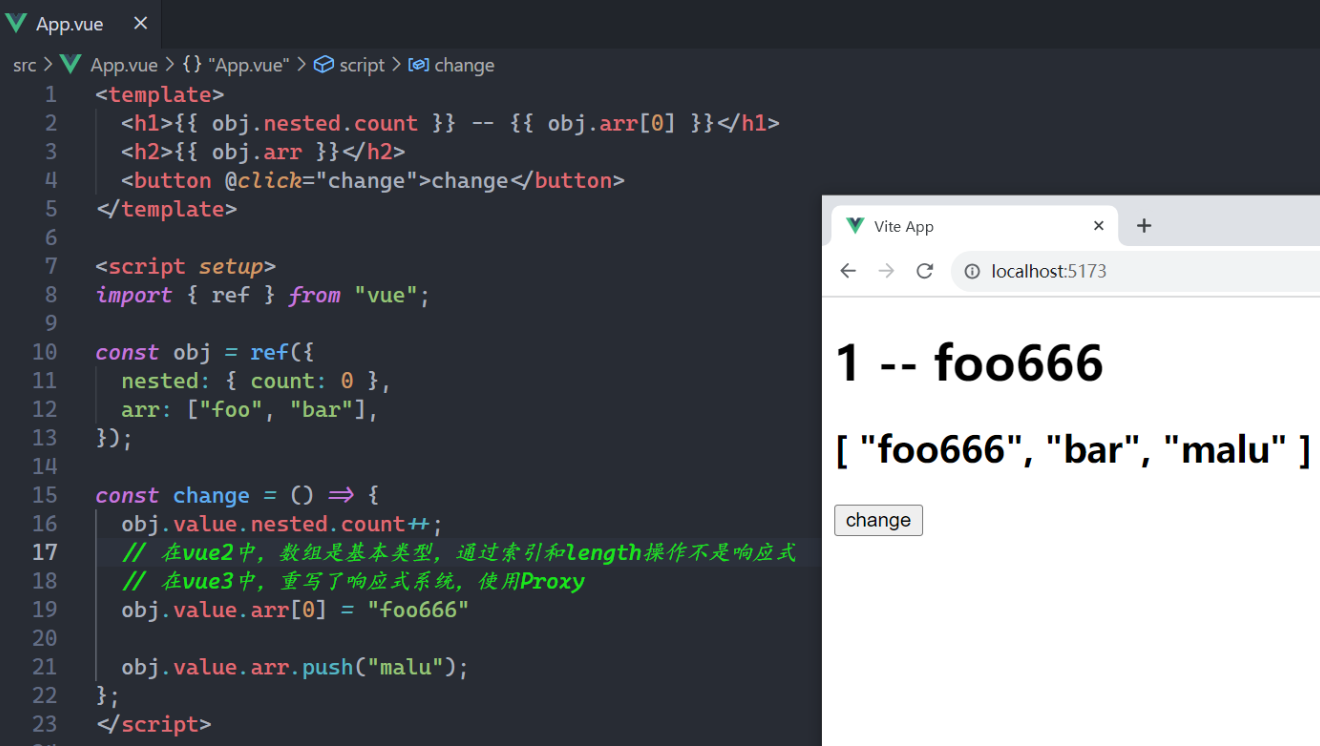 App.vue
src > App.vue > {} "App.vue" > script > change
1 <template>
2 <h1>{{ obj.nested.count }} -- {{ obj.arr[0] }}</h1>
3 <h2>{{ obj.arr }}</h2>
4 <button @click="change">change</button>
5 </template>
6
7 <script setup>
8 import { ref } from "vue";
9
10 const obj = ref({
11 nested: { count: 0 },
12 arr: ["foo", "bar"],
13 });
14
15 const change = () => {
16 obj.value.nested.count++;
17 // 在vue2中，数组是基本类型，通过索引和length操作不是响应式
18 // 在vue3中，重写了响应式系统，使用Proxy
19 obj.value.arr[0] = "foo666"
20
21 obj.value.arr.push("malu");
22 };
23 </script>
Vite App
localhost:5173
1 -- foo666
[ "foo666", "bar", "malu" ]
change